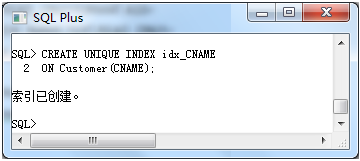 SQL Plus
SQL> CREATE UNIQUE INDEX idx_CNAME
2 ON Customer(CNAME);
索引已创建。
SQL>